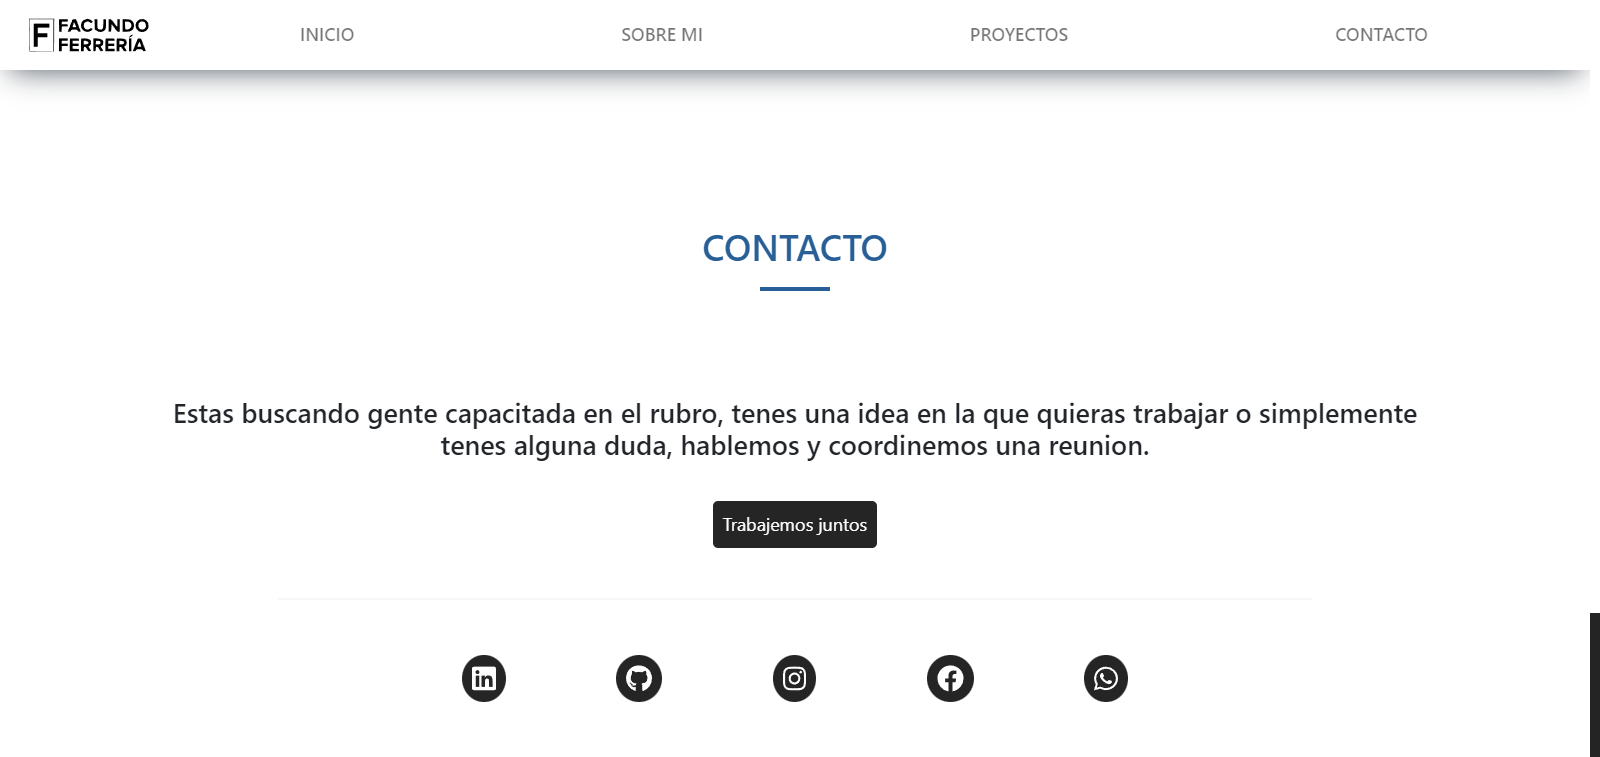 F FACUNDO
FERRERÍA
INICIO
SOBRE MI
PROYECTOS
CONTACTO
CONTACTO
Estas buscando gente capacitada en el rubro, tenes una idea en la que quieras trabajar o simplemente
tenes alguna duda, hablemos y coordinemos una reunion.
Trabajemos juntos